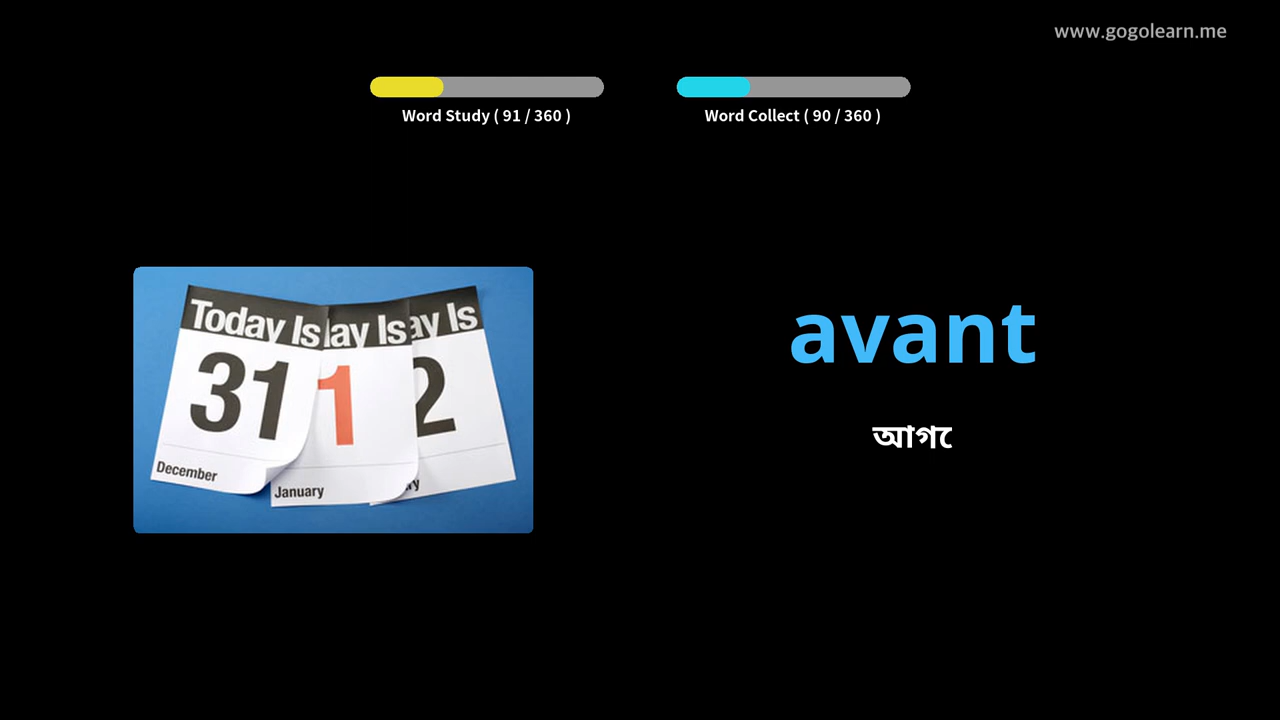 www.gogolearn.me
Word Study ( 91 / 360 )
Word Collect ( 90 / 360 )
Today Is
ay Is
ay Is
31
1
2
December
January
ry
avant
আগে